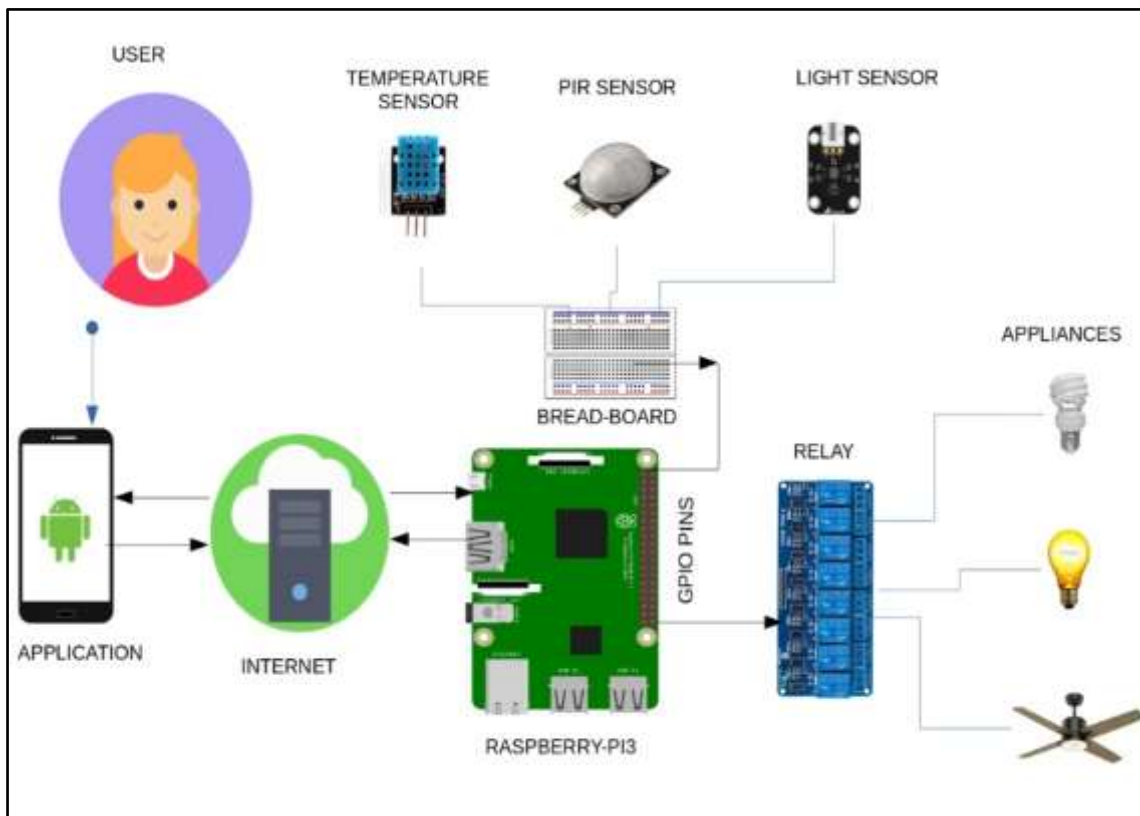 USER
TEMPERATURE
SENSOR
PIR SENSOR
LIGHT SENSOR
BREAD-BOARD
APPLIANCES
RELAY
GPIO PINS
APPLICATION
INTERNET
RASPBERRY-PI3